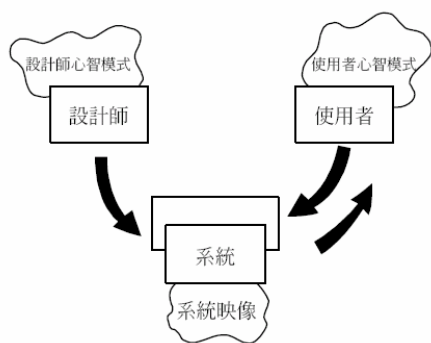 設計師心智模式
使用者心智模式
設計師
使用者
系統
系統映像